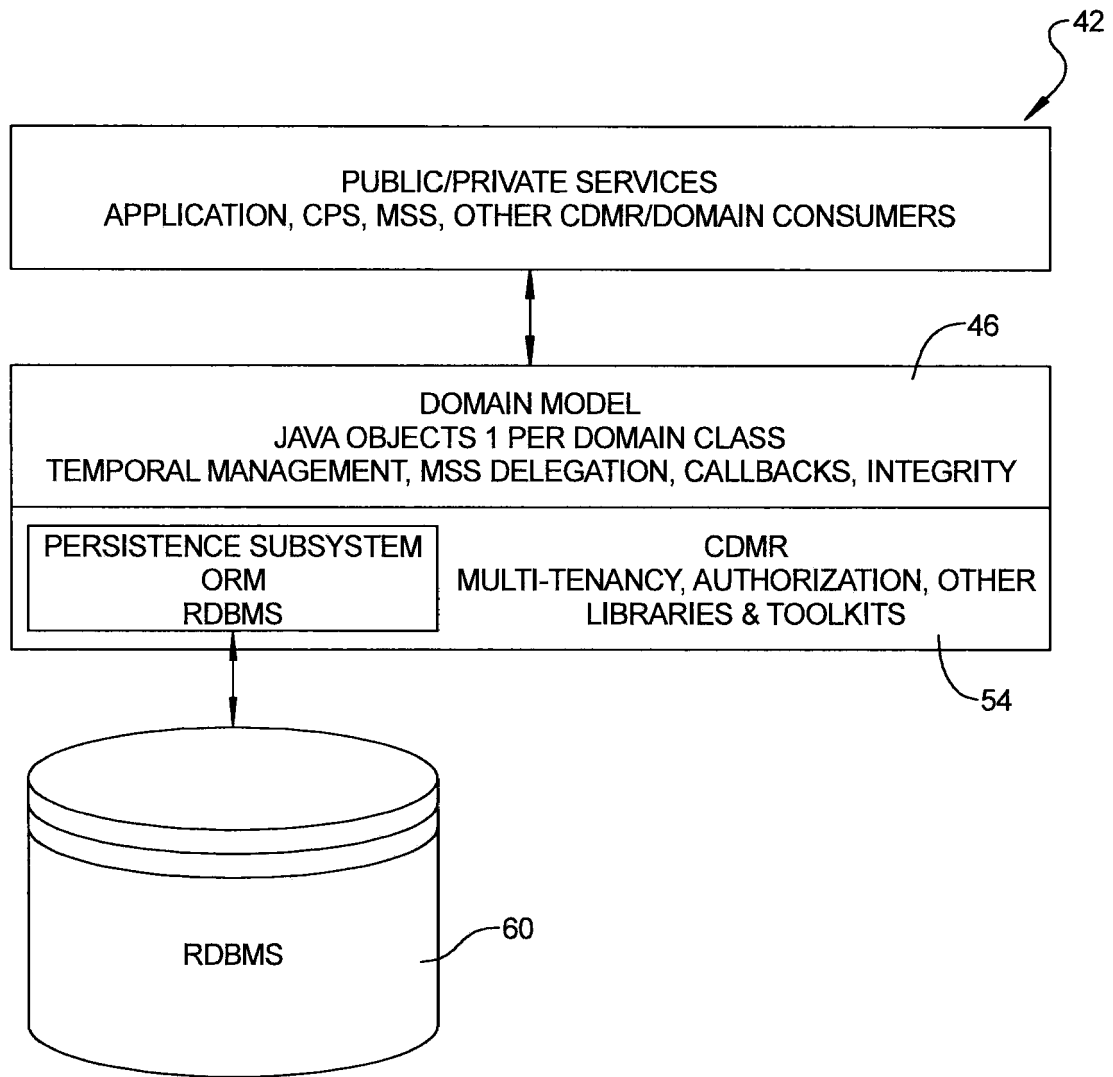 42
PUBLIC/PRIVATE SERVICES
APPLICATION, CPS, MSS, OTHER CDMR/DOMAIN CONSUMERS
46
DOMAIN MODEL
JAVA OBJECTS 1 PER DOMAIN CLASS
TEMPORAL MANAGEMENT, MSS DELEGATION, CALLBACKS, INTEGRITY
PERSISTENCE SUBSYSTEM
ORM
RDBMS
CDMR
MULTI-TENANCY, AUTHORIZATION, OTHER
LIBRARIES & TOOLKITS
54
RDBMS
60